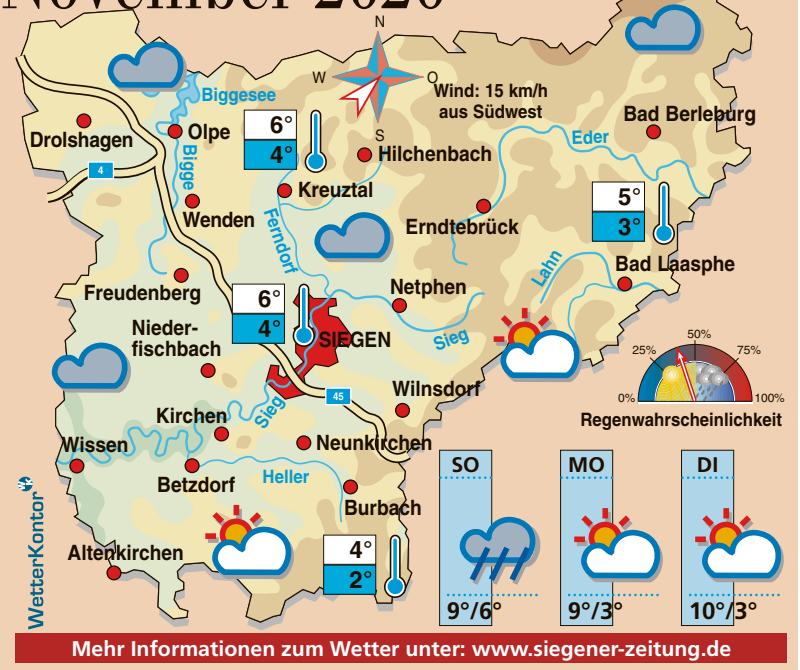 November 2020
N
W
O
S
Wind: 15 km/h
aus Südwest
Biggesee
Drolshagen
Olpe
6°
4°
Hilchenbach
Bad Berleburg
Eder
4
Bigge
Kreuztal
Wenden
Ferndorf
Erndtebrück
5°
3°
Lahn
Bad Laasphe
Freudenberg
6°
4°
Netphen
Nieder-
fischbach
SIEGEN
Sieg
25%
50%
75%
0%
100%
Regenwahrscheinlichkeit
45
Wilnsdorf
Kirchen
Sieg
Wissen
Neunkirchen
Betzdorf
Heller
Burbach
Altenkirchen
4°
2°
WK
WetterKontor
SO
MO
DI
9°/6°
9°/3°
10°/3°
Mehr Informationen zum Wetter unter: www.siegener-zeitung.de